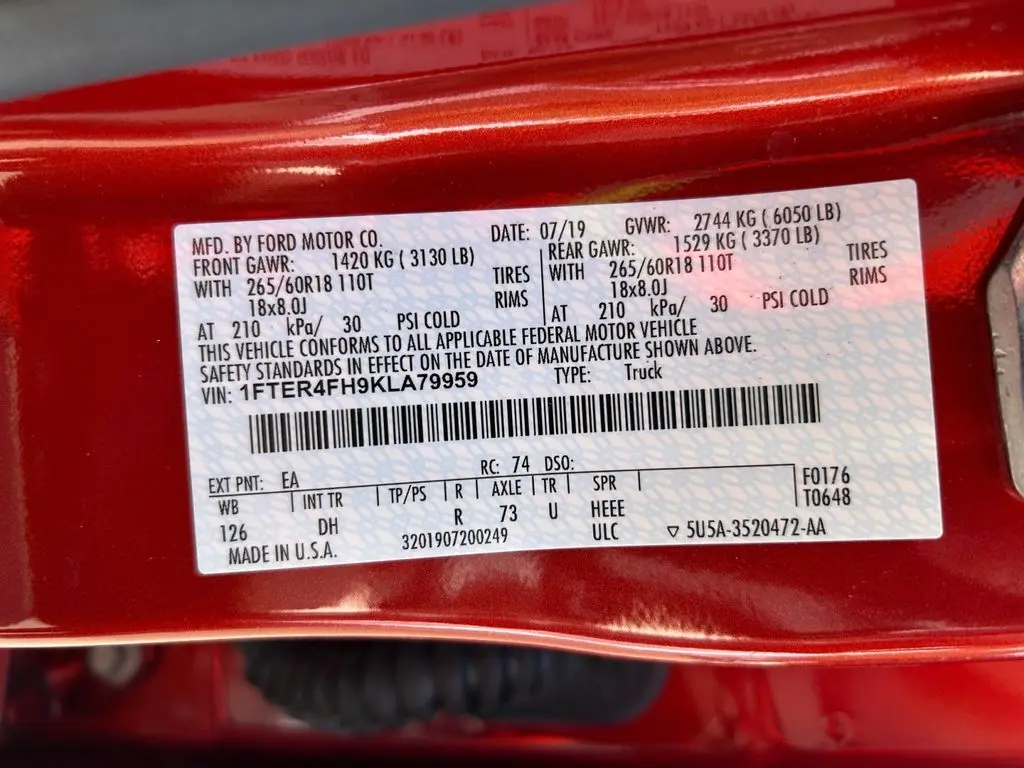 MFD. BY FORD MOTOR CO. DATE: 07/19 GVWR: 2744 KG ( 6050 LB)
FRONT GAWR: 1420 KG ( 3130 LB) REAR GAWR: 1529 KG ( 3370 LB)
WITH 265/60R18 110T TIRES WITH 265/60R18 110T TIRES
18x8.0J RIMS 18x8.0J RIMS
AT 210 kPa/ 30 PSI COLD AT 210 kPa/ 30 PSI COLD
THIS VEHICLE CONFORMS TO ALL APPLICABLE FEDERAL MOTOR VEHICLE
SAFETY STANDARDS IN EFFECT ON THE DATE OF MANUFACTURE SHOWN ABOVE.
VIN: 1FTER4FH9KLA79959 TYPE: Truck
EXT PNT: EA RC: 74 DSO:
WB INT TR TP/PS R AXLE TR SPR F0176
126 DH R 73 U HEEE T0648
MADE IN U.S.A. 3201907200249 ULC ▽ 5U5A-3520472-AA